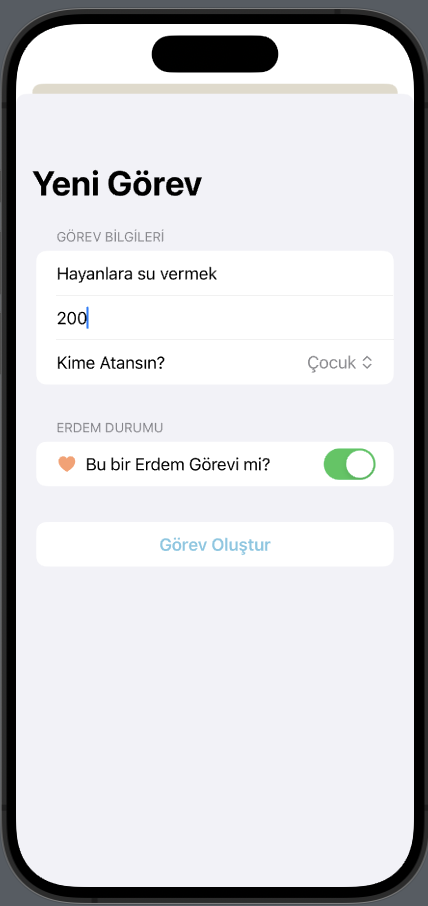 Yeni Görev
GÖREV BİLGİLERİ
Hayanlara su vermek
200
Kime Atansın?
Çocuk
ERDEM DURUMU
Bu bir Erdem Görevi mi?
Görev Oluştur